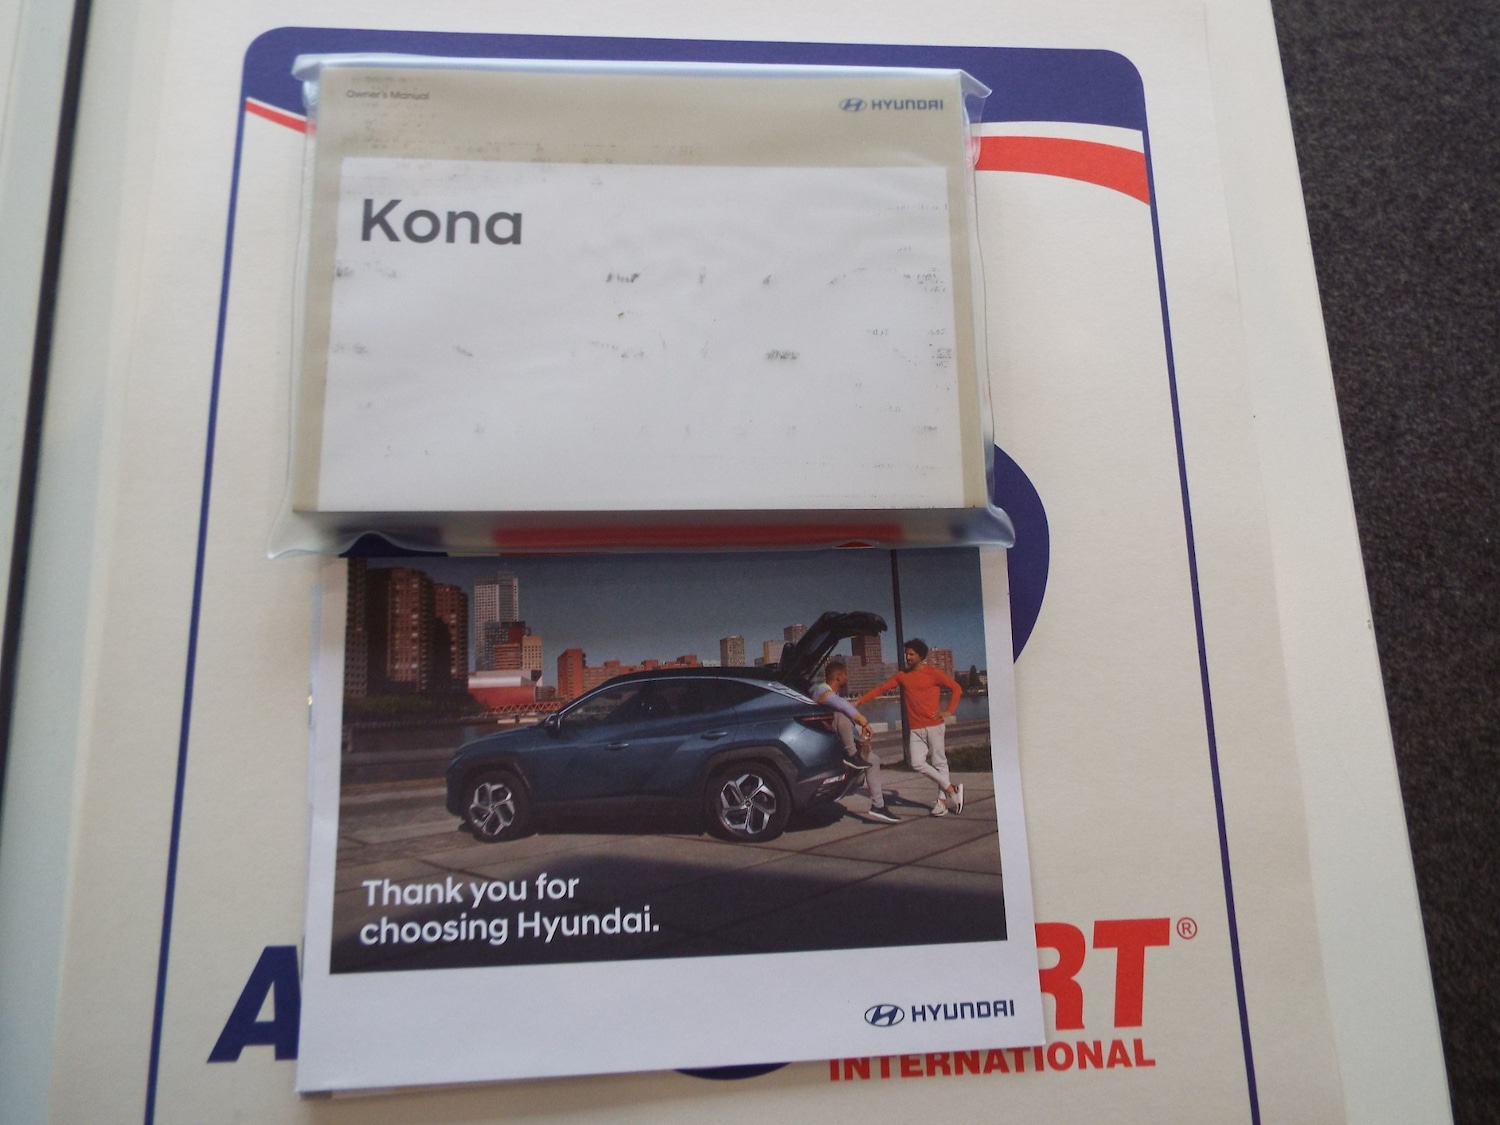 Owner's Manual
HYUNDAI
Kona
Thank you for
choosing Hyundai.
HYUNDAI
A RT®
INTERNATIONAL